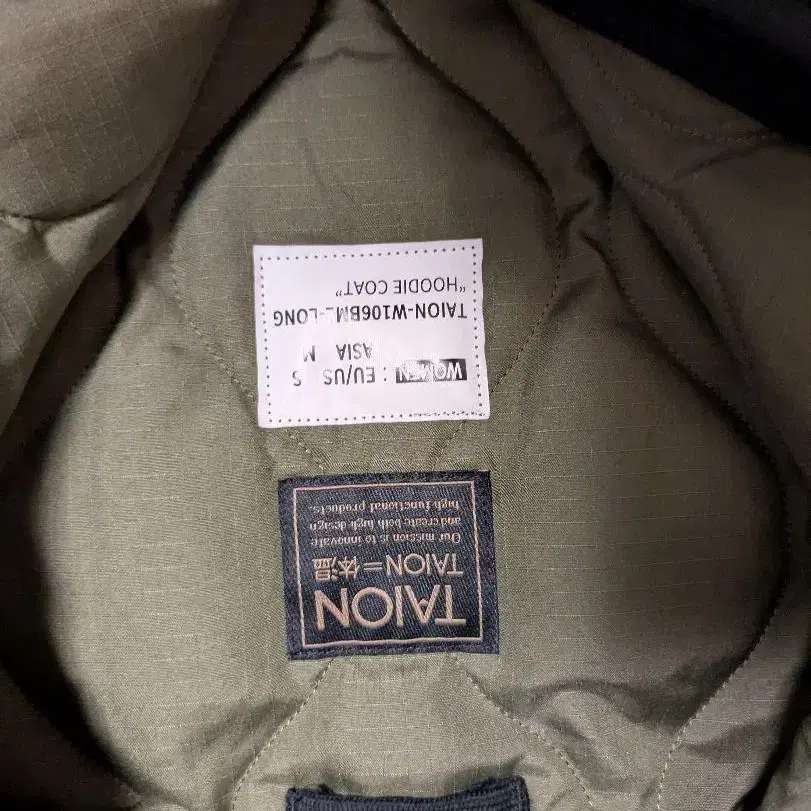 TAION
TAION=体温
Our mission is to innovate
and create both high design
high functional products.
WOMEN : EU/US S
ASIA M
TAION-W106BML-LONG
"HOODIE COAT"